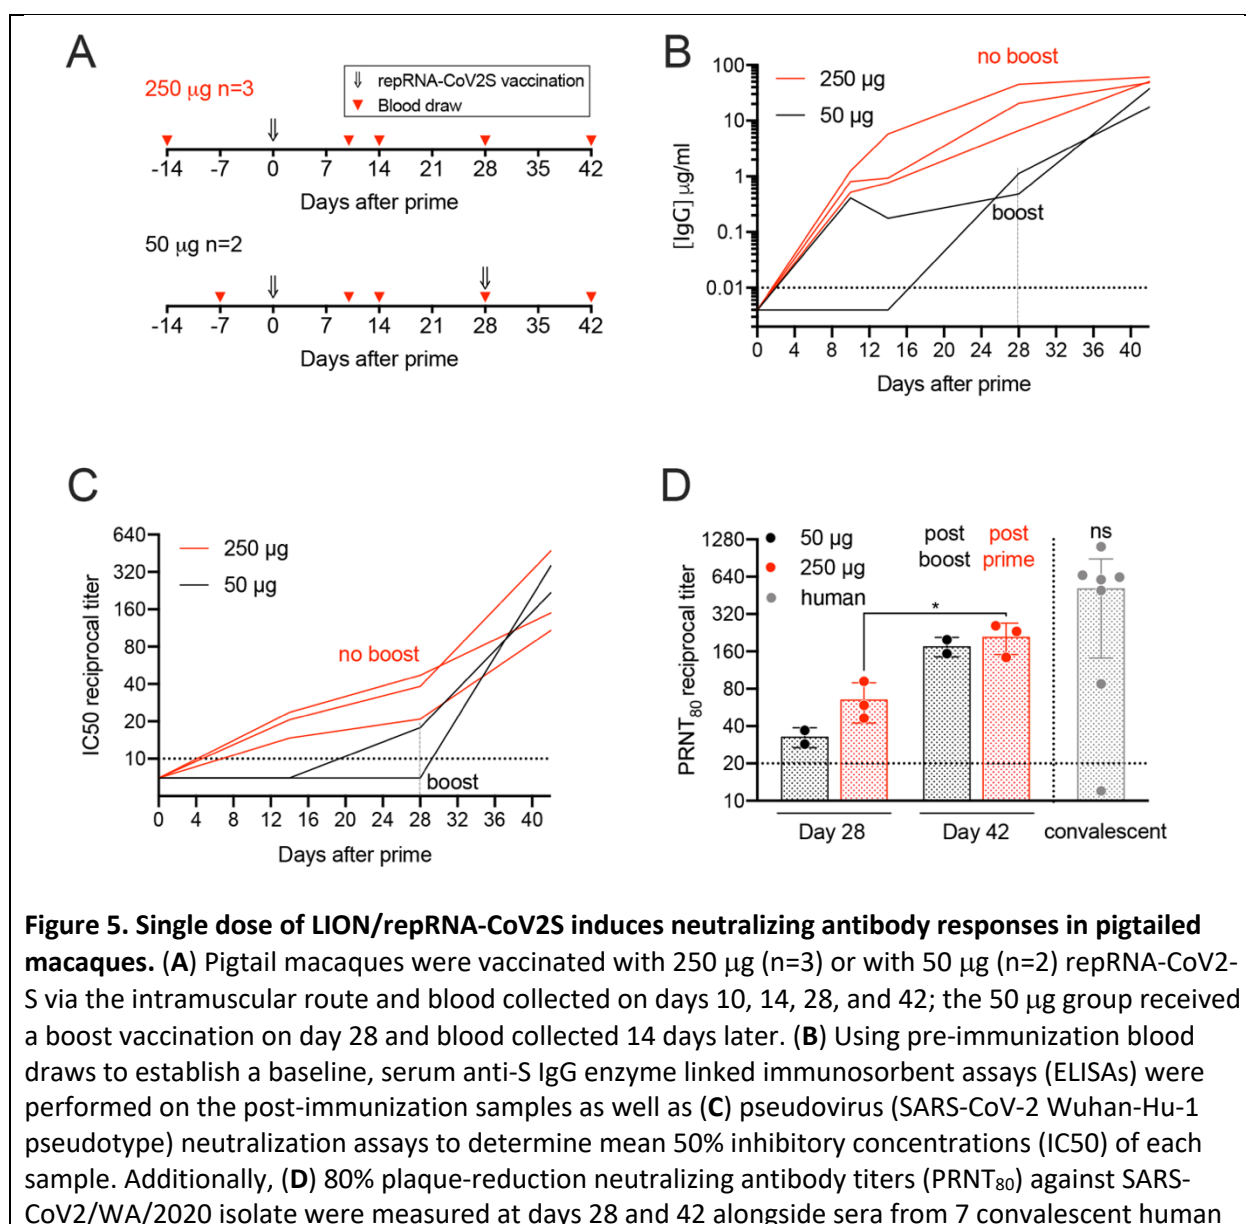 A
250 μg n=3
⇓ repRNA-CoV2S vaccination
▼ Blood draw
-14 -7 0 7 14 21 28 35 42
Days after prime
50 μg n=2
-14 -7 0 7 14 21 28 35 42
Days after prime
B
no boost
250 μg
50 μg
[IgG] μg/ml
100
10
1
0.1
0.01
boost
0 4 8 12 16 20 24 28 32 36 40
Days after prime
C
250 μg
50 μg
IC50 reciprocal titer
640
320
160
80
40
20
10
no boost
boost
0 4 8 12 16 20 24 28 32 36 40
Days after prime
D
50 μg
250 μg
human
post boost
post prime
ns
*
PRNT80 reciprocal titer
1280
640
320
160
80
40
20
10
Day 28 Day 42 convalescent
Figure 5. Single dose of LION/repRNA-CoV2S induces neutralizing antibody responses in pigtailed
macaques. (A) Pigtail macaques were vaccinated with 250 μg (n=3) or with 50 μg (n=2) repRNA-CoV2-
S via the intramuscular route and blood collected on days 10, 14, 28, and 42; the 50 μg group received
a boost vaccination on day 28 and blood collected 14 days later. (B) Using pre-immunization blood
draws to establish a baseline, serum anti-S IgG enzyme linked immunosorbent assays (ELISAs) were
performed on the post-immunization samples as well as (C) pseudovirus (SARS-CoV-2 Wuhan-Hu-1
pseudotype) neutralization assays to determine mean 50% inhibitory concentrations (IC50) of each
sample. Additionally, (D) 80% plaque-reduction neutralizing antibody titers (PRNT80) against SARS-
CoV2/WA/2020 isolate were measured at days 28 and 42 alongside sera from 7 convalescent human